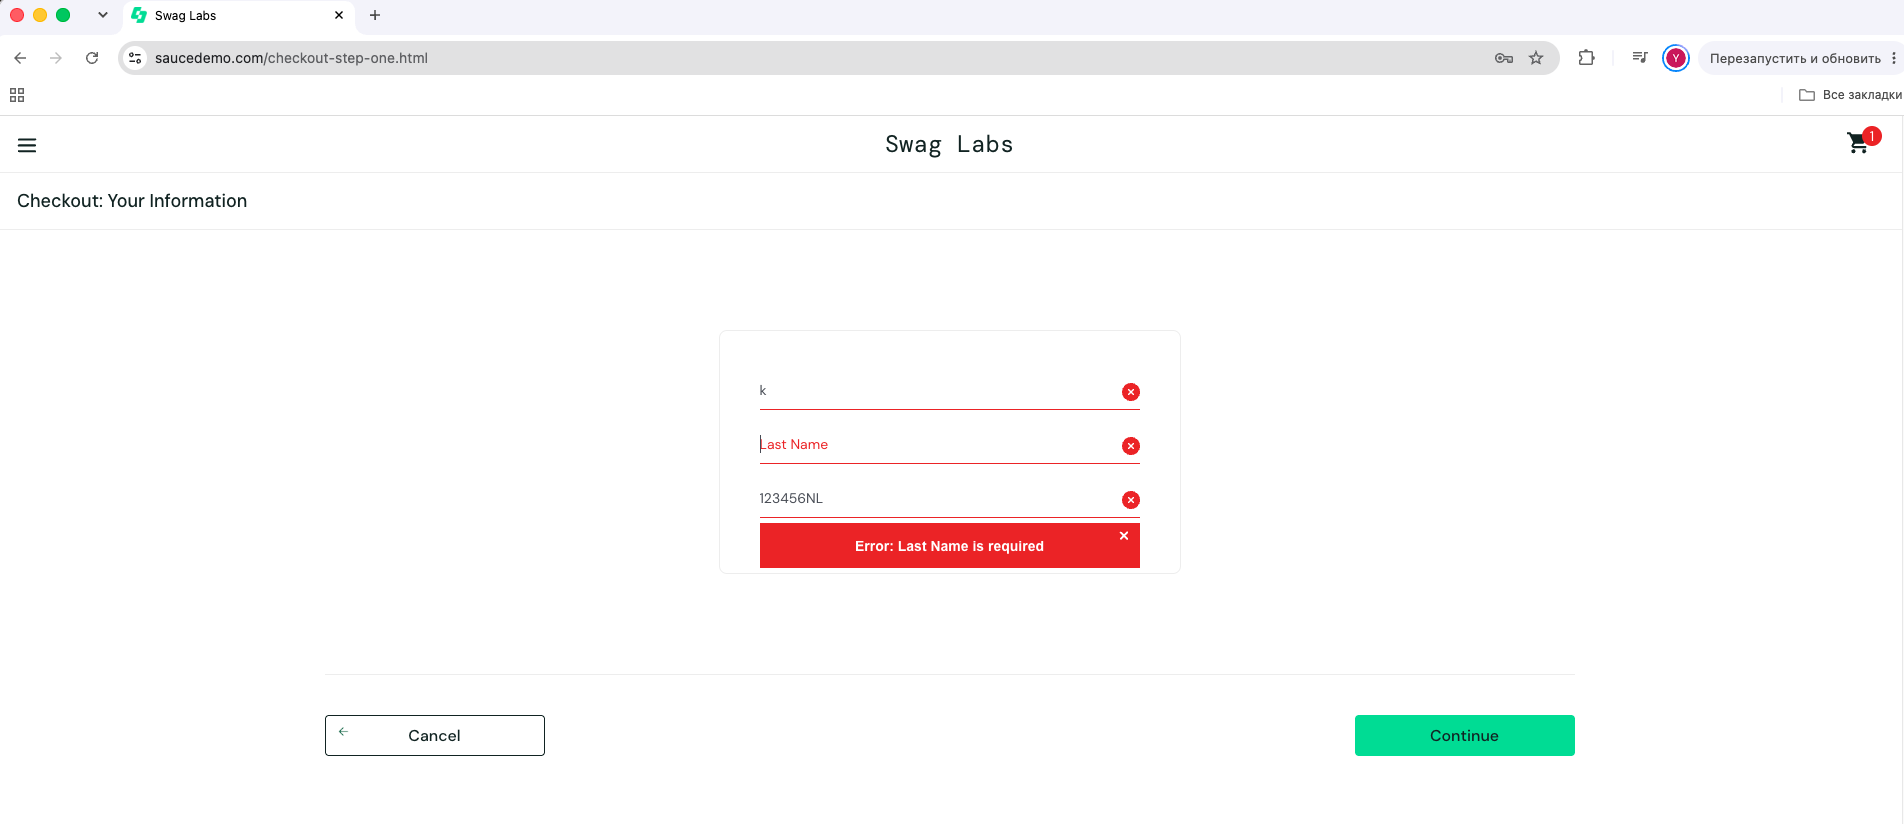 Swag Labs
saucedemo.com/checkout-step-one.html
Y
Перезапустить и обновить
Все закладки
Swag Labs
1
Checkout: Your Information
k
Last Name
123456NL
Error: Last Name is required
Cancel
Continue